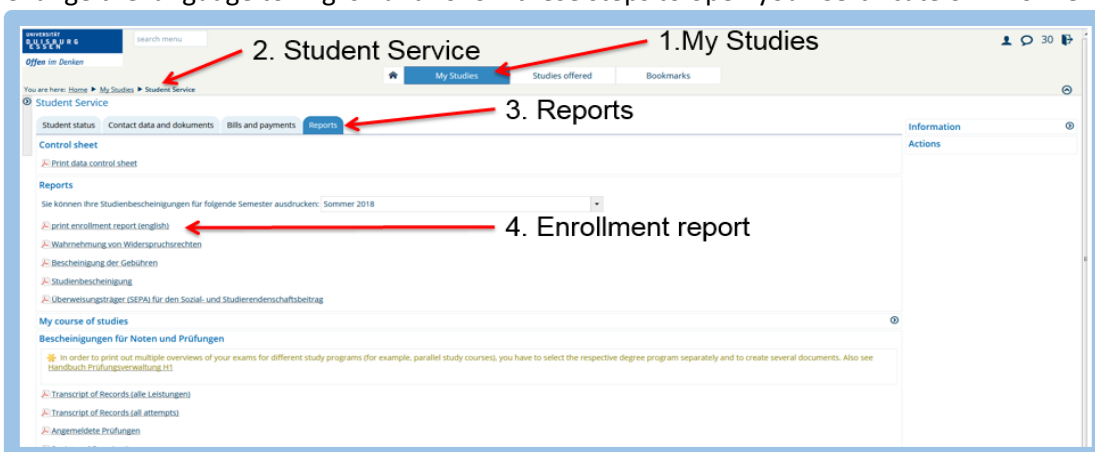 UNIVERSITÄT
DUISBURG
ESSEN
Offen im Denken
search menu
2. Student Service
1.My Studies
30
My Studies
Studies offered
Bookmarks
You are here: Home ▶ My Studies ▶ Student Service
Student Service
3. Reports
Student status
Contact data and dokuments
Bills and payments
Reports
Information
Control sheet
Actions
Print data control sheet
Reports
Sie können Ihre Studienbescheinigungen für folgende Semester ausdrucken: Sommer 2018
print enrollment report (english)
4. Enrollment report
Wahrnehmung von Widerspruchsrechten
Bescheinigung der Gebühren
Studienbescheinigung
Überweisungsträger (SEPA) für den Sozial- und Studierendenschaftsbeitrag
My course of studies
Bescheinigungen für Noten und Prüfungen
In order to print out multiple overviews of your exams for different study programs (for example, parallel study courses), you have to select the respective degree program separately and to create several documents. Also see
Handbuch Prüfungsverwaltung H1
Transcript of Records (alle Leistungen)
Transcript of Records (all attempts)
Angemeldete Prüfungen